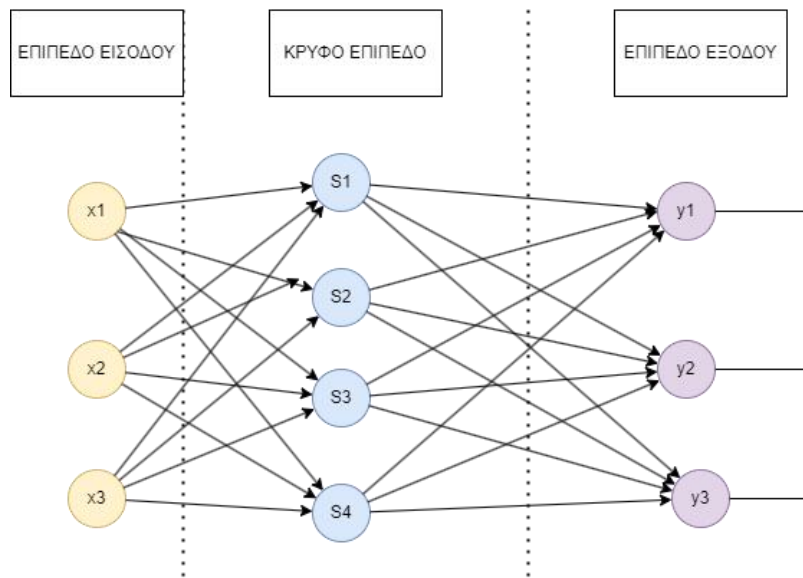 ΕΠΙΠΕΔΟ ΕΙΣΟΔΟΥ
ΚΡΥΦΟ ΕΠΙΠΕΔΟ
ΕΠΙΠΕΔΟ ΕΞΟΔΟΥ
x1
S1
y1
S2
x2
y2
S3
x3
S4
y3